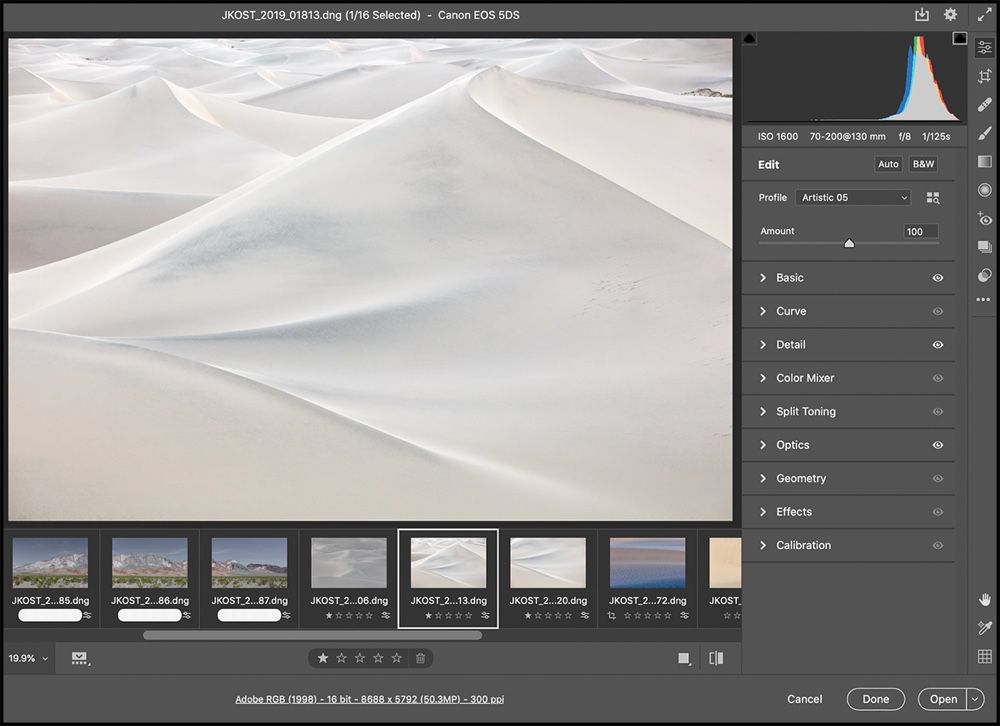 JKOST_2019_01813.dng (1/16 Selected) - Canon EOS 5DS
ISO 1600 70-200@130 mm f/8 1/125s
Edit Auto B&W
Profile Artistic 05
Amount 100
Basic
Curve
Detail
Color Mixer
Split Toning
Optics
Geometry
Effects
Calibration
JKOST_2...85.dng JKOST_2...86.dng JKOST_2...87.dng JKOST_2...06.dng JKOST_2...13.dng JKOST_2...20.dng JKOST_2...72.dng JKOST
19.9%
Adobe RGB (1998) - 16 bit - 8688 x 5792 (50.3MP) - 300 ppi
Cancel Done Open